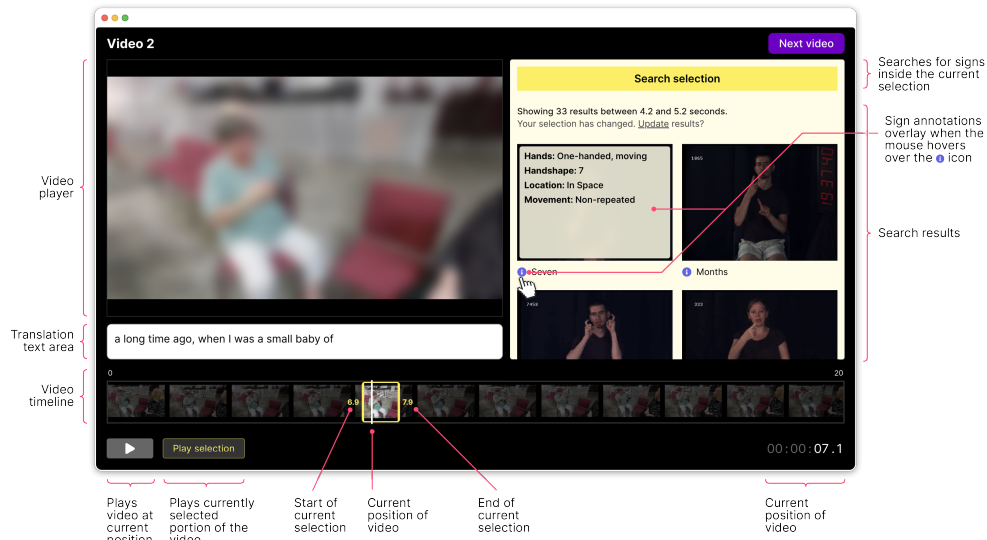 Video 2
Next video
Search selection
Showing 33 results between 4.2 and 5.2 seconds.
Your selection has changed. Update results?
Hands: One-handed, moving
Handshape: 7
Location: In Space
Movement: Non-repeated
1065
Seven
Months
7458
333
a long time ago, when I was a small baby of
0
20
6.9
7.9
Play selection
00:00:07.1
Video
player
Translation
text area
Video
timeline
Searches for signs
inside the current
selection
Sign annotations
overlay when the
mouse hovers
over the i icon
Search results
Plays
video at
current
position
Plays currently
selected
portion of the
video
Start of
current
selection
Current
position of
video
End of
current
selection
Current
position of
video